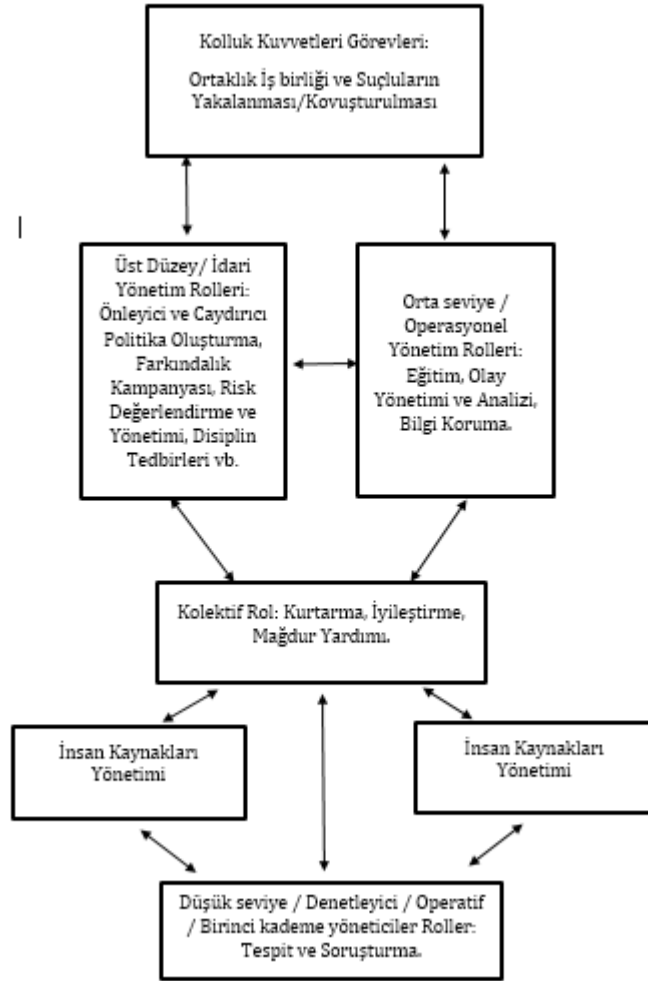 Kolluk Kuvvetleri Görevleri:
Ortaklık İş birliği ve Suçluların
Yakalanması/Kovuşturulması
Üst Düzey/ İdari
Yönetim Rolleri:
Önleyici ve Caydırıcı
Politika Oluşturma,
Farkındalık
Kampanyası, Risk
Değerlendirme ve
Yönetimi, Disiplin
Tedbirleri vb.
Orta seviye /
Operasyonel
Yönetim Rolleri:
Eğitim, Olay
Yönetimi ve Analizi,
Bilgi Koruma.
Kolektif Rol: Kurtarma, İyileştirme,
Mağdur Yardımı.
İnsan Kaynakları
Yönetimi
İnsan Kaynakları
Yönetimi
Düşük seviye / Denetleyici / Operatif
/ Birinci kademe yöneticiler Roller:
Tespit ve Soruşturma.